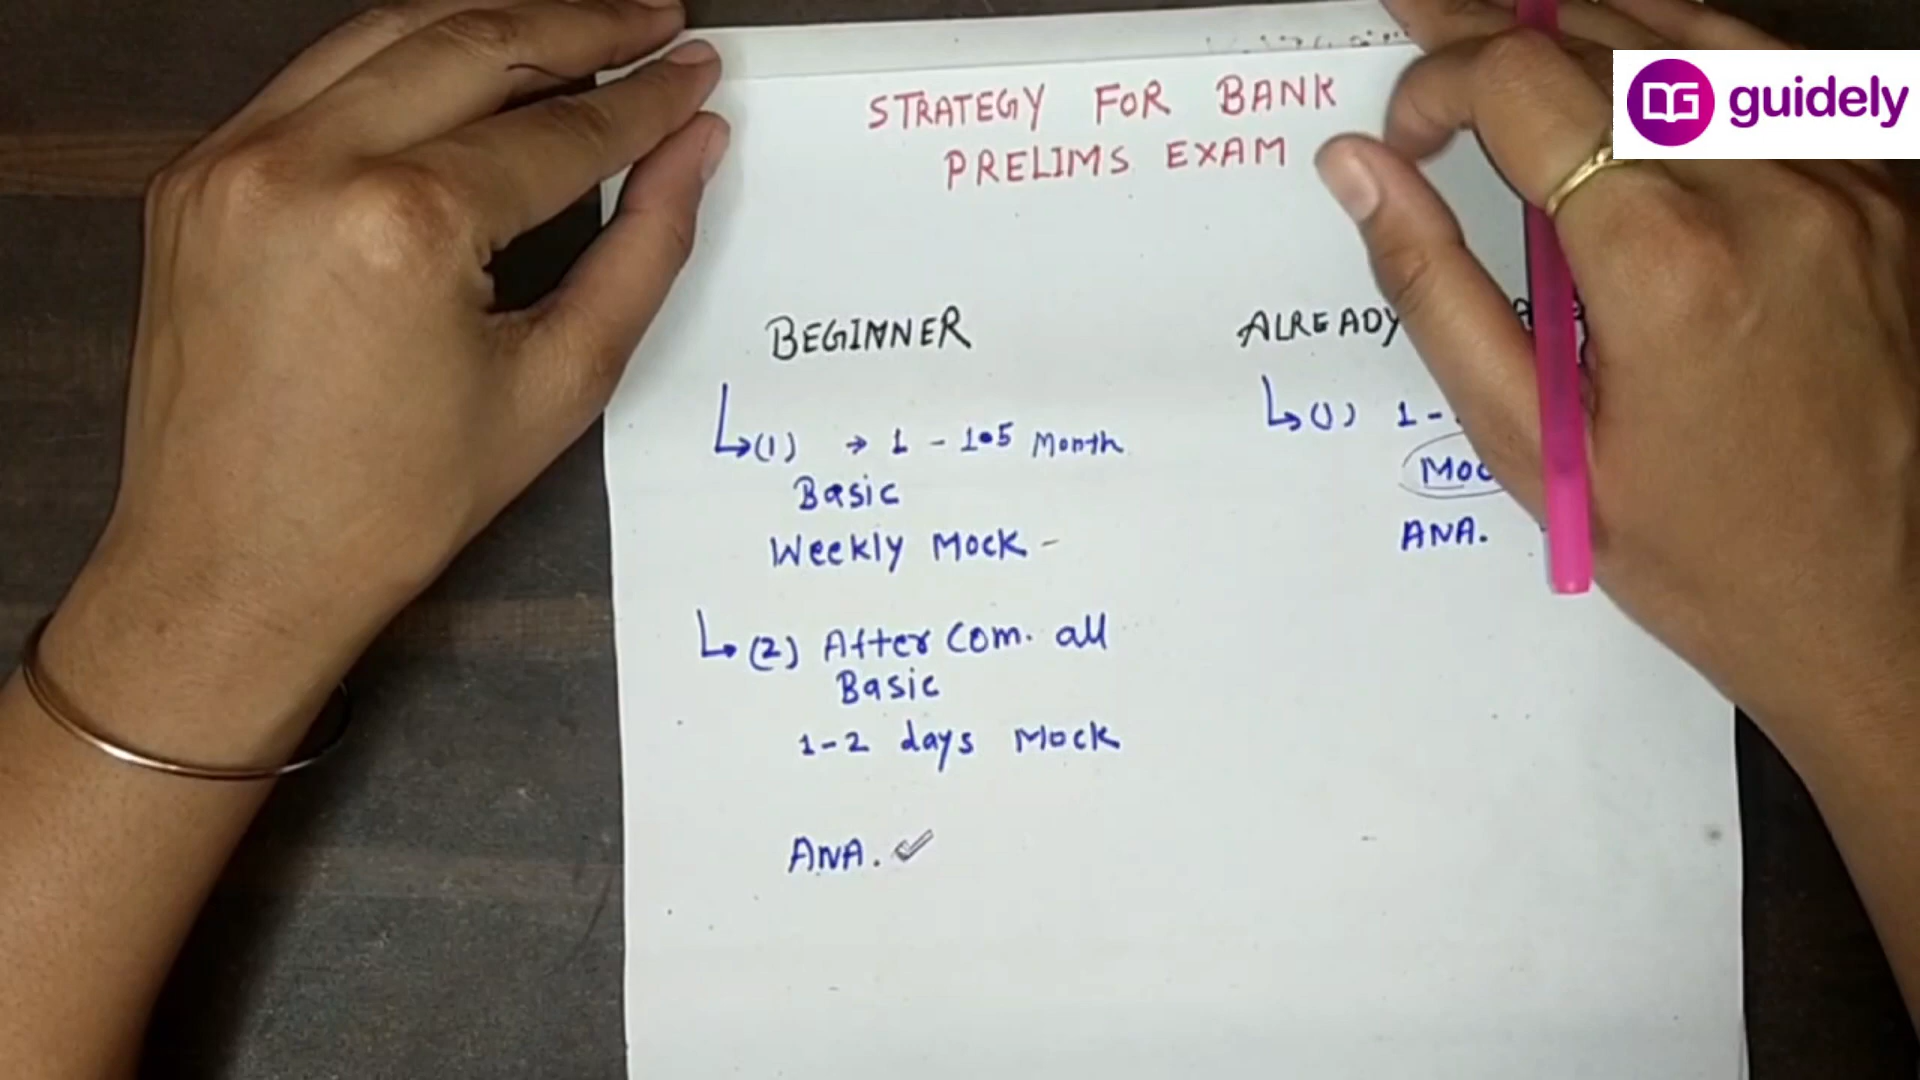 guidely
STRATEGY FOR BANK
PRELIMS EXAM
BEGINNER
(1) → 1 - 1.5 Month
Basic
Weekly Mock -
(2) After Com. all
Basic
1-2 days Mock
ANA. ✓
ALREADY
(1) 1 -
ANA.